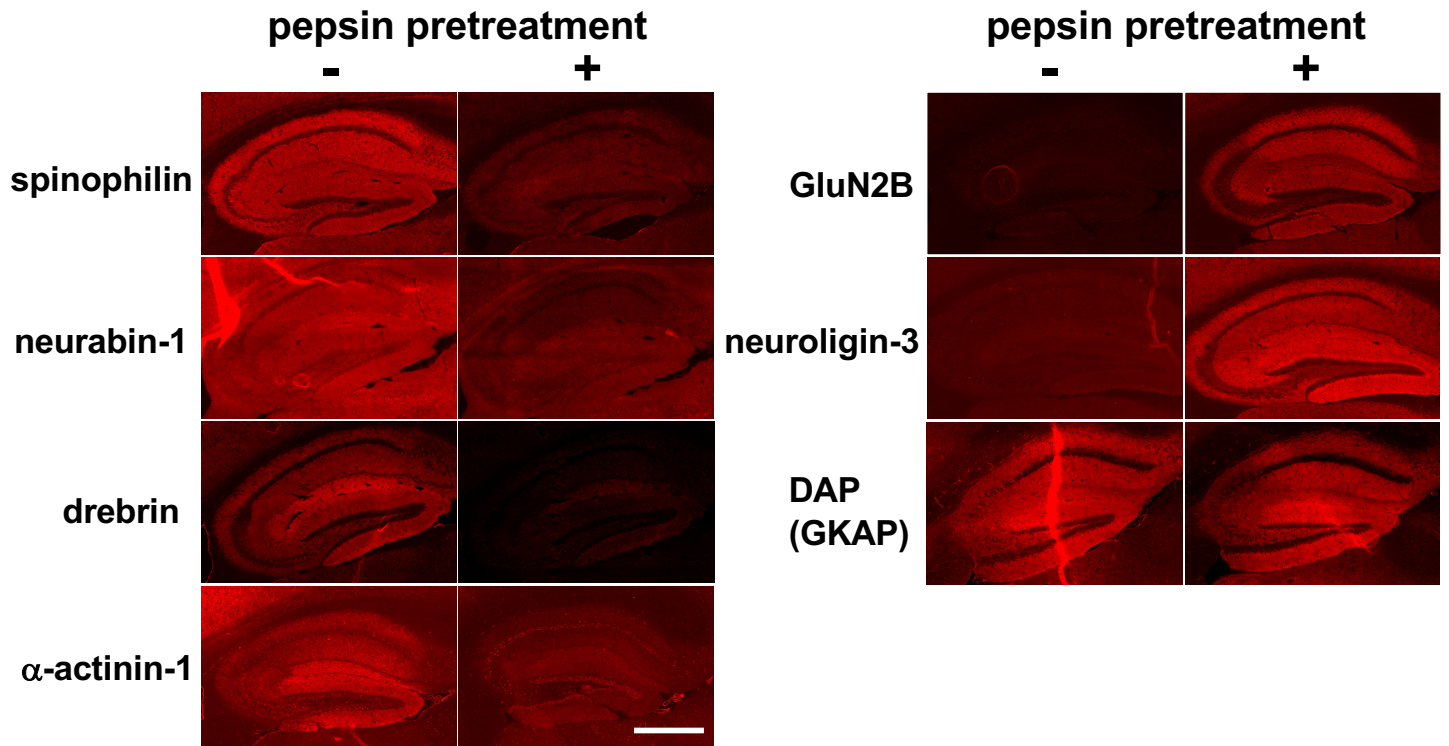 pepsin pretreatment
- +
spinophilin
neurabin-1
drebrin
α-actinin-1
pepsin pretreatment
- +
GluN2B
neuroligin-3
DAP
(GKAP)